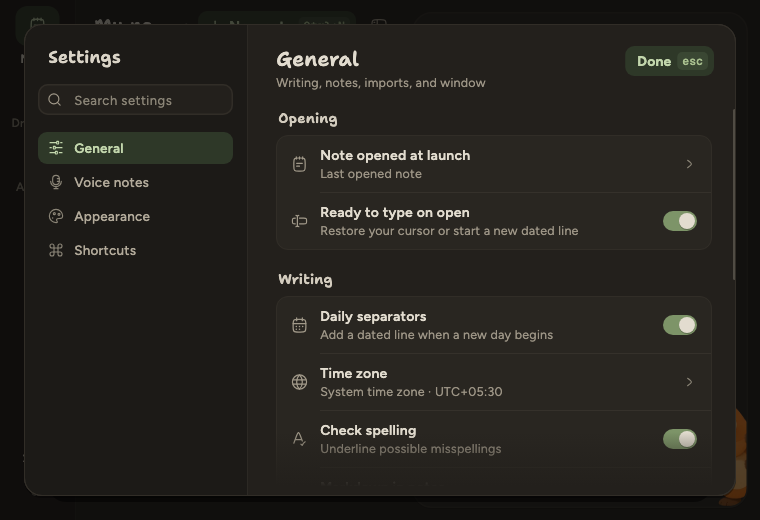 Settings
Search settings
General
Voice notes
Appearance
Shortcuts
General
Writing, notes, imports, and window
Done esc
Opening
Note opened at launch
Last opened note
Ready to type on open
Restore your cursor or start a new dated line
Writing
Daily separators
Add a dated line when a new day begins
Time zone
System time zone · UTC+05:30
Check spelling
Underline possible misspellings